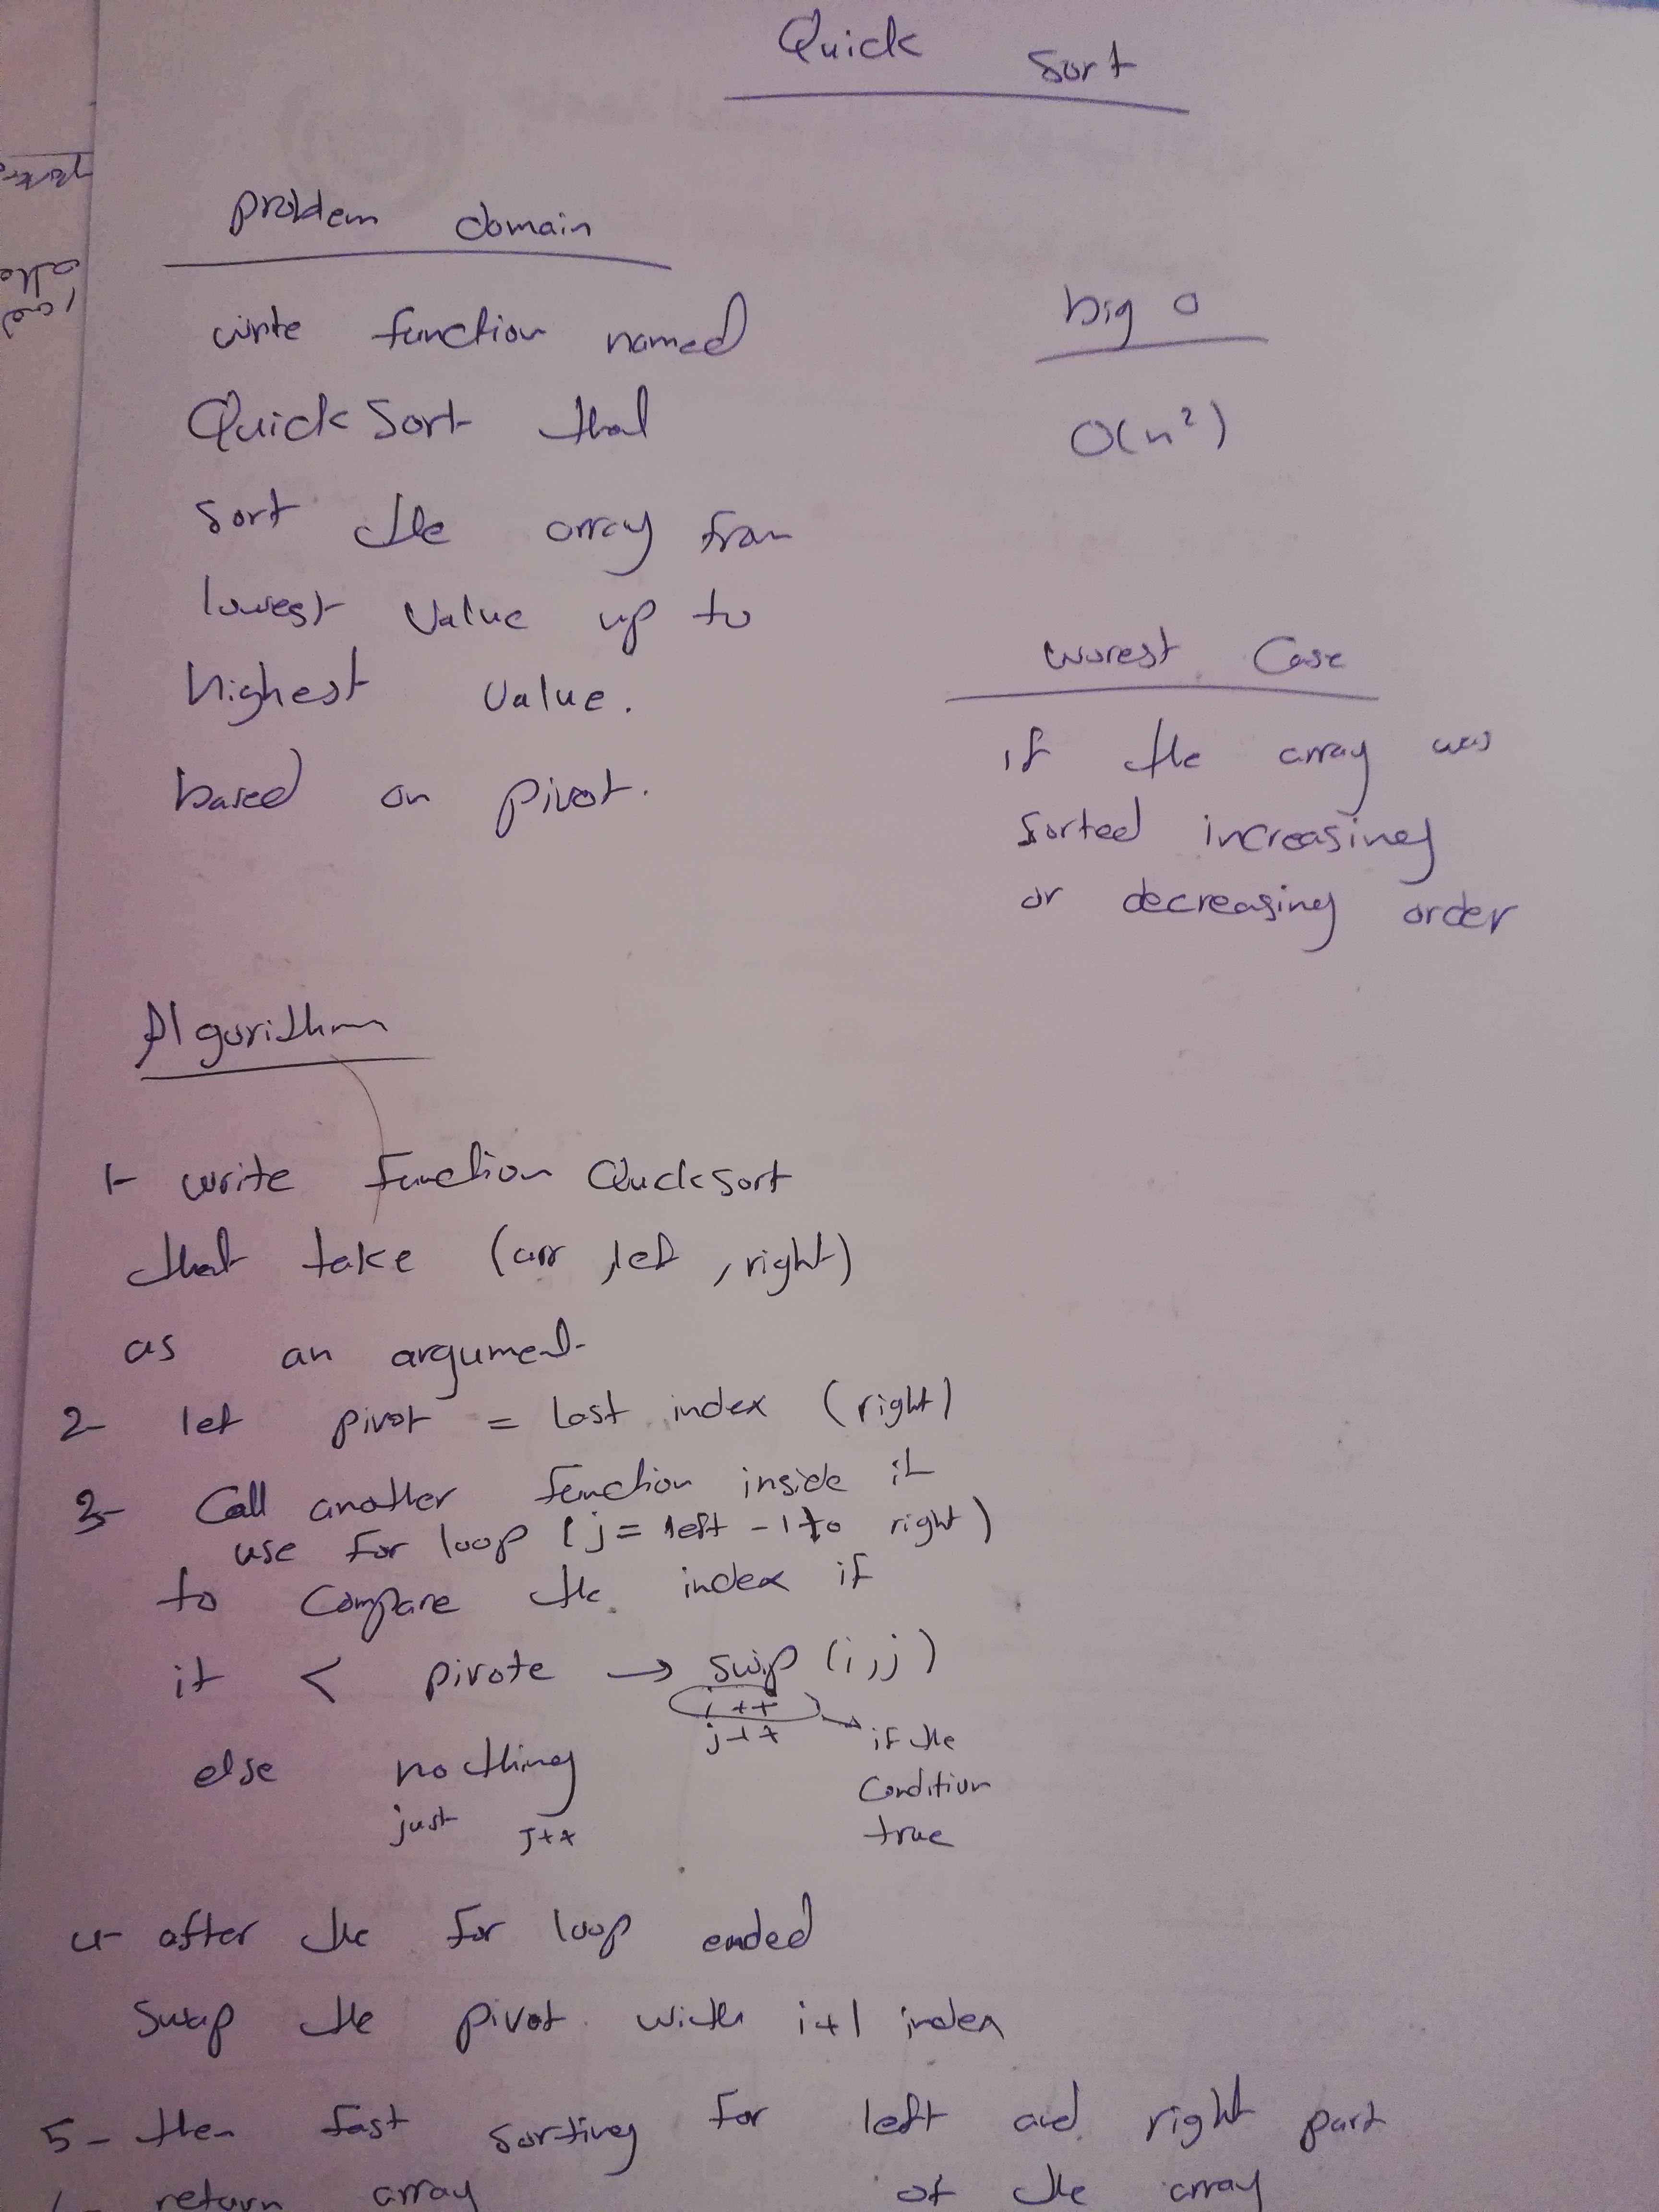 Quick Sort
problem domain
write function named
Quick Sort that
sort the array from
lowest value up to
highest value.
based on pivot.
big O
O(n²)
worest case
if the array was
sorted increasing
or decreasing order
Algorithm
1- write function QucksSort
that take (arr, left, right)
as an argument
2- let pivot = last index (right)
3- Call another function inside it
use for loop (j = left -1 to right)
to compare the index if
it < pivote → swap (i,j)
i++
j++
if the
condition
true
else nothing
just j++
4- after the for loop ended
Swap the pivot with i+1 index
5- then fast sorting for left and right part
of the array
return array